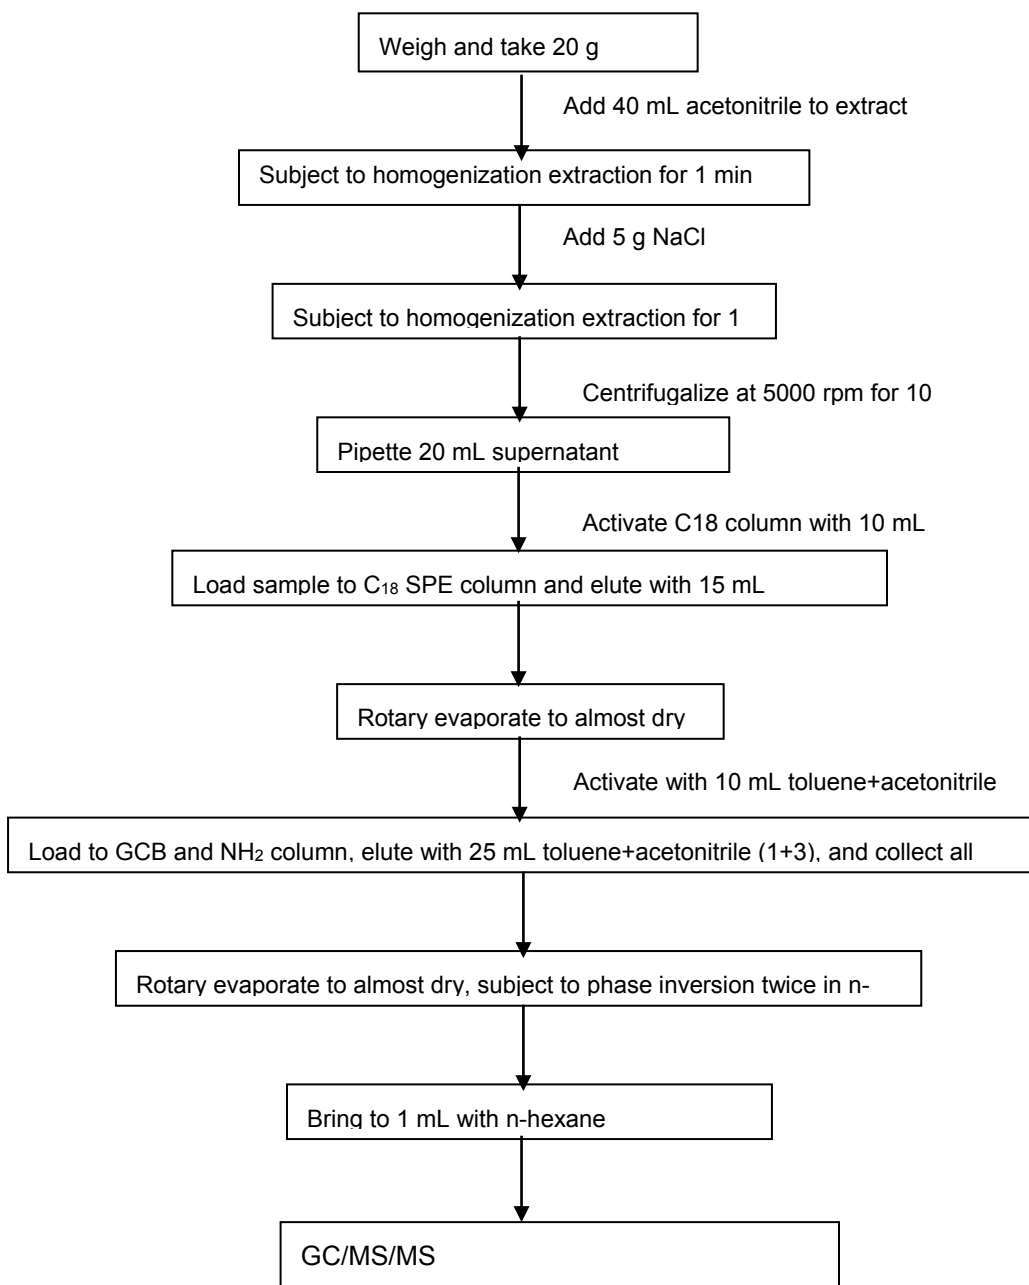 Weigh and take 20 g
Add 40 mL acetonitrile to extract
Subject to homogenization extraction for 1 min
Add 5 g NaCl
Subject to homogenization extraction for 1
Centrifugalize at 5000 rpm for 10
Pipette 20 mL supernatant
Activate C18 column with 10 mL
Load sample to C₁₈ SPE column and elute with 15 mL
Rotary evaporate to almost dry
Activate with 10 mL toluene+acetonitrile
Load to GCB and NH₂ column, elute with 25 mL toluene+acetonitrile (1+3), and collect all
Rotary evaporate to almost dry, subject to phase inversion twice in n-
Bring to 1 mL with n-hexane
GC/MS/MS